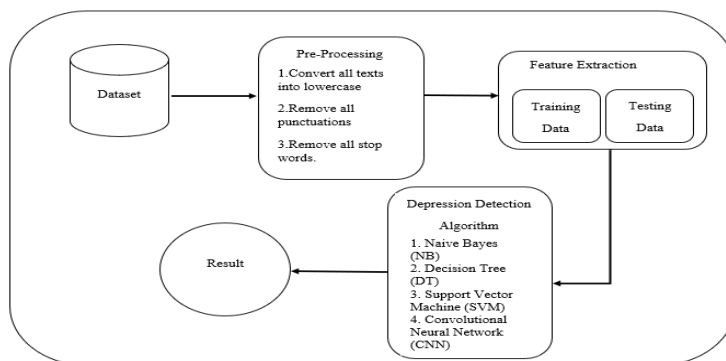 Dataset
Pre-Processing
1.Convert all texts
into lowercase
2.Remove all
punctuations
3.Remove all stop
words.
Feature Extraction
Training
Data
Testing
Data
Depression Detection
Algorithm
1. Naive Bayes
(NB)
2. Decision Tree
(DT)
3. Support Vector
Machine (SVM)
4. Convolutional
Neural Network
(CNN)
Result